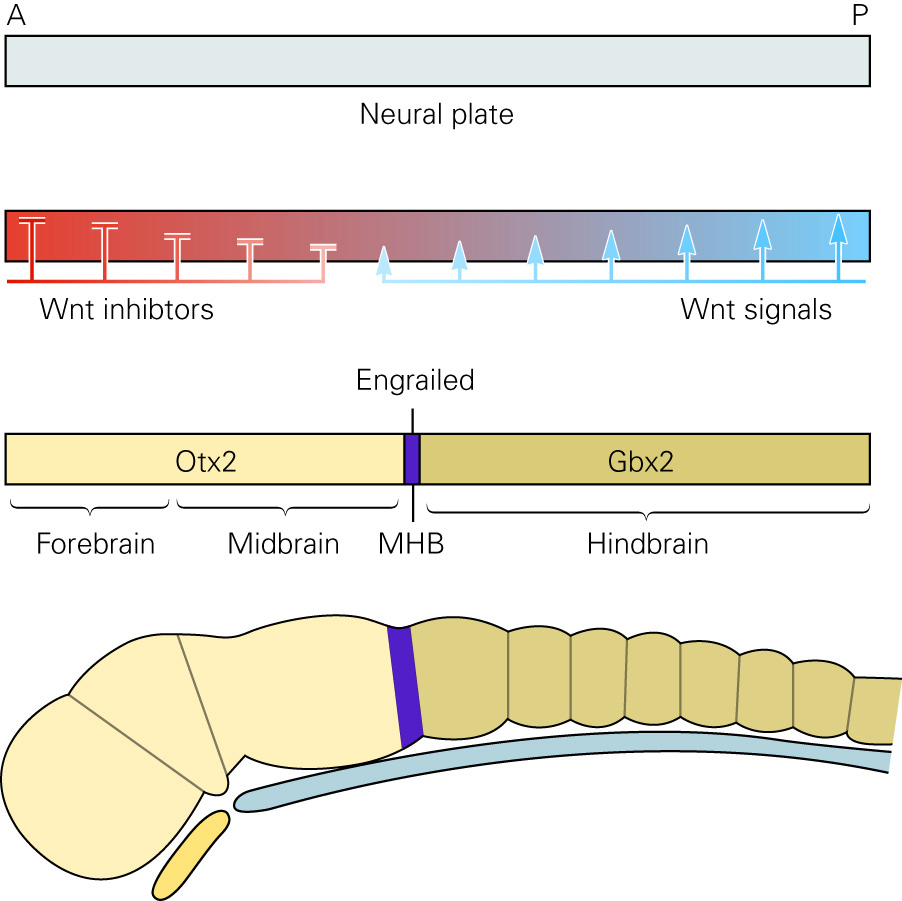 A P
Neural plate
Wnt inhibtors Wnt signals
Engrailed
Otx2 Gbx2
Forebrain Midbrain MHB Hindbrain